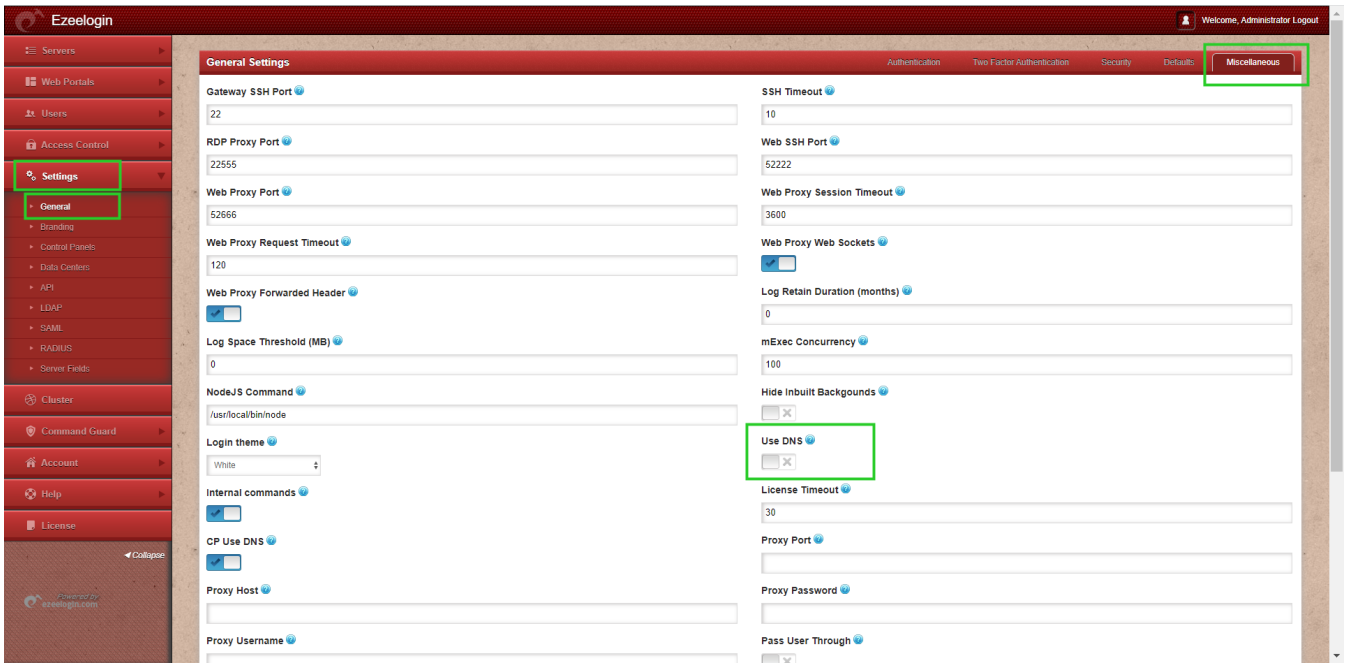 Ezeelogin
Welcome, Administrator Logout
Servers
Web Portals
Users
Access Control
Settings
General
Branding
Control Panels
Data Centers
API
LDAP
SAML
RADIUS
Server Fields
Cluster
Command Guard
Account
Help
License
Collapse
Powered by
ezeelogin.com
General Settings
Authentication
Two Factor Authentication
Security
Defaults
Miscellaneous
Gateway SSH Port
22
SSH Timeout
10
RDP Proxy Port
22555
Web SSH Port
52222
Web Proxy Port
52666
Web Proxy Session Timeout
3600
Web Proxy Request Timeout
120
Web Proxy Web Sockets
Web Proxy Forwarded Header
Log Retain Duration (months)
0
Log Space Threshold (MB)
0
mExec Concurrency
100
NodeJS Command
/usr/local/bin/node
Hide Inbuilt Backgounds
Login theme
White
Use DNS
Internal commands
License Timeout
30
CP Use DNS
Proxy Port
Proxy Host
Proxy Password
Proxy Username
Pass User Through